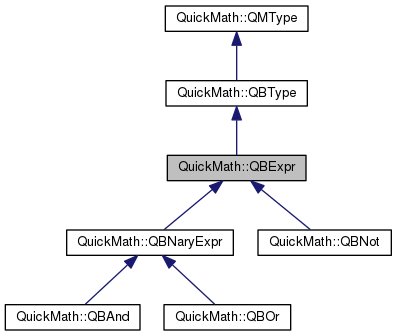 QuickMath::QMType
QuickMath::QBType
QuickMath::QBExpr
QuickMath::QBNaryExpr
QuickMath::QBNot
QuickMath::QBAnd
QuickMath::QBOr